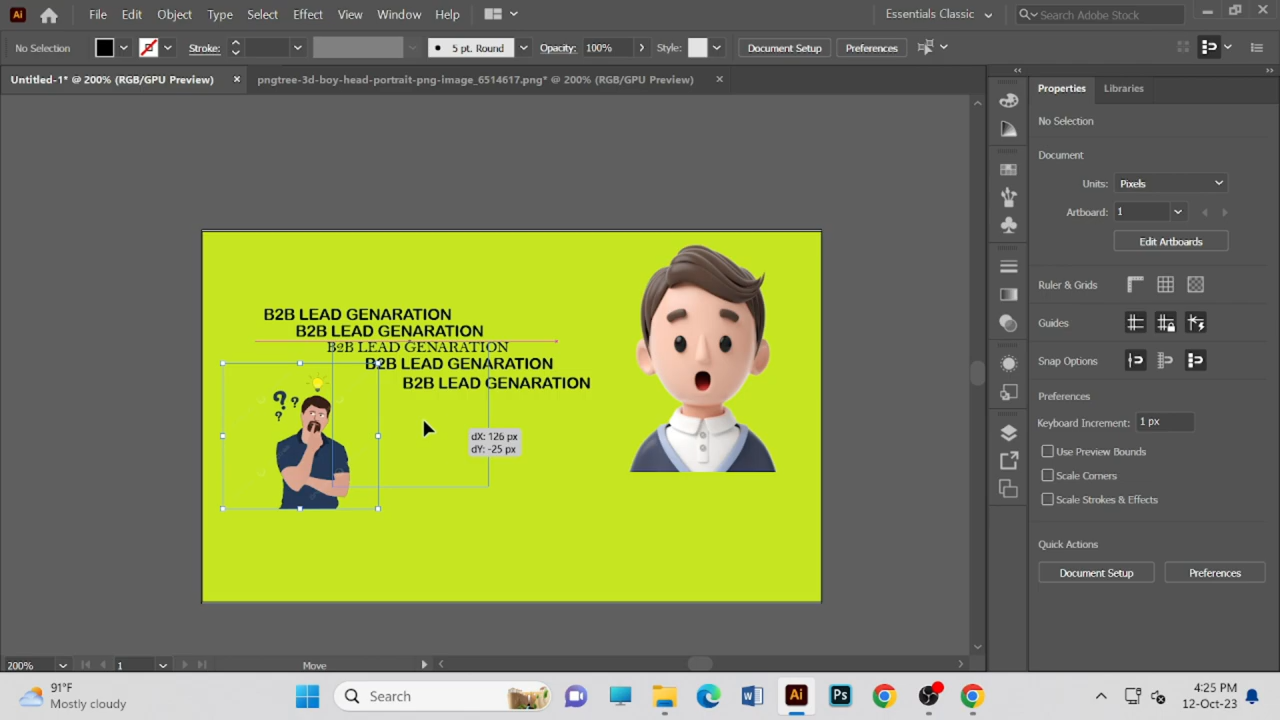 Ai File Edit Object Type Select Effect View Window Help Essentials Classic Search Adobe Stock
No Selection Stroke: 5 pt. Round Opacity: 100% Style: Document Setup Preferences
Untitled-1* @ 200% (RGB/GPU Preview) × pngtree-3d-boy-head-portrait-png-image_6514617.png* @ 200% (RGB/GPU Preview) ×
Properties Libraries
No Selection
Document
Units: Pixels
Artboard: 1
Edit Artboards
Ruler & Grids
Guides
Snap Options
Preferences
Keyboard Increment: 1 px
Use Preview Bounds
Scale Corners
Scale Strokes & Effects
Quick Actions
Document Setup Preferences
B2B LEAD GENARATION
B2B LEAD GENARATION
B2B LEAD GENARATION
B2B LEAD GENARATION
B2B LEAD GENARATION
? ? ?
dX: 126 px
dY: -25 px
200% 1 Move
91°F
Mostly cloudy
Search
W Ai Ps
4:25 PM
12-Oct-23